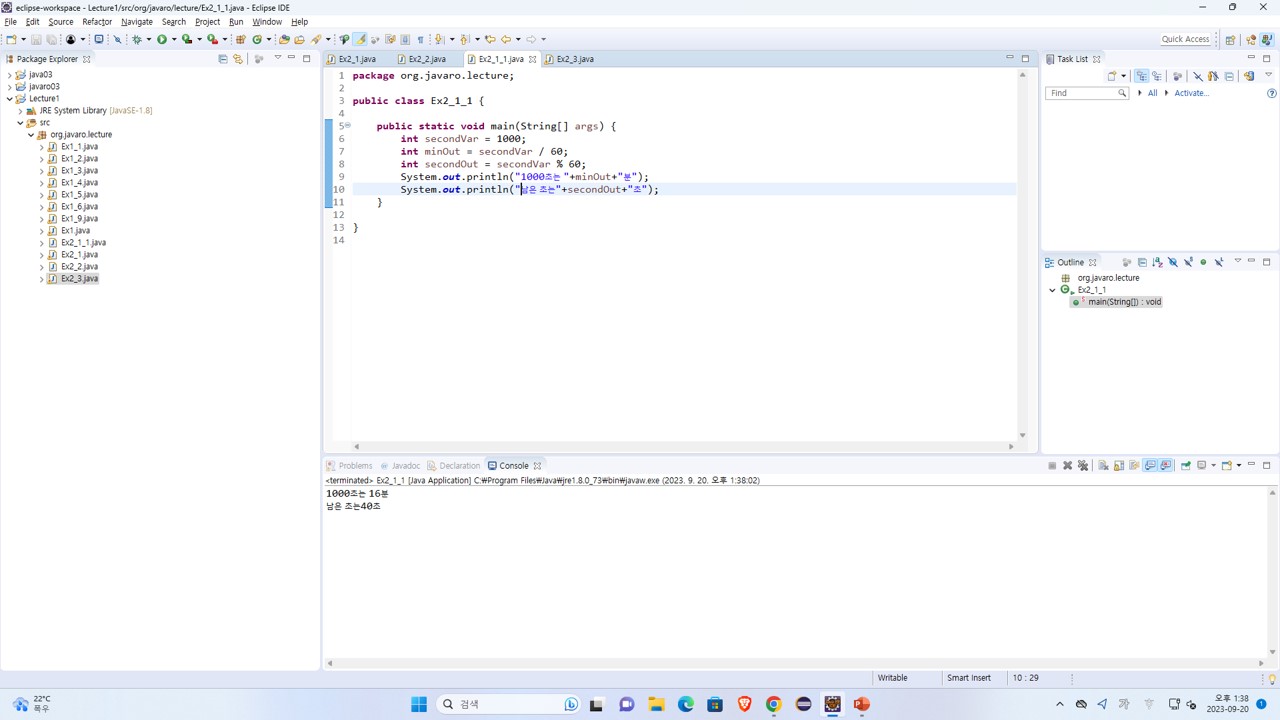 eclipse-workspace - Lecture1/src/org/javaro/lecture/Ex2_1_1.java - Eclipse IDE
File Edit Source Refactor Navigate Search Project Run Window Help
Quick Access
Package Explorer
java03
javaro03
Lecture1
JRE System Library [JavaSE-1.8]
src
org.javaro.lecture
Ex1_1.java
Ex1_2.java
Ex1_3.java
Ex1_4.java
Ex1_5.java
Ex1_6.java
Ex1_9.java
Ex1.java
Ex2_1_1.java
Ex2_1.java
Ex2_2.java
Ex2_3.java
Ex2_1.java Ex2_2.java Ex2_1_1.java Ex2_3.java
1 package org.javaro.lecture;
2
3 public class Ex2_1_1 {
4
5 public static void main(String[] args) {
6 int secondVar = 1000;
7 int minOut = secondVar / 60;
8 int secondOut = secondVar % 60;
9 System.out.println("1000조는 "+minOut+"분");
10 System.out.println("남은 조는"+secondOut+"조");
11 }
12
13 }
14
Task List
Find All Activate...
Outline
org.javaro.lecture
Ex2_1_1
main(String[]) : void
Problems Javadoc Declaration Console
<terminated> Ex2_1_1 [Java Application] C:₩Program Files₩Java₩jre1.8.0_73₩bin₩javaw.exe (2023. 9. 20. 오후 1:38:02)
1000조는 16분
남은 조는40조
Writable Smart Insert 10 : 29
22°C
폭우
검색
오후 1:38
2023-09-20